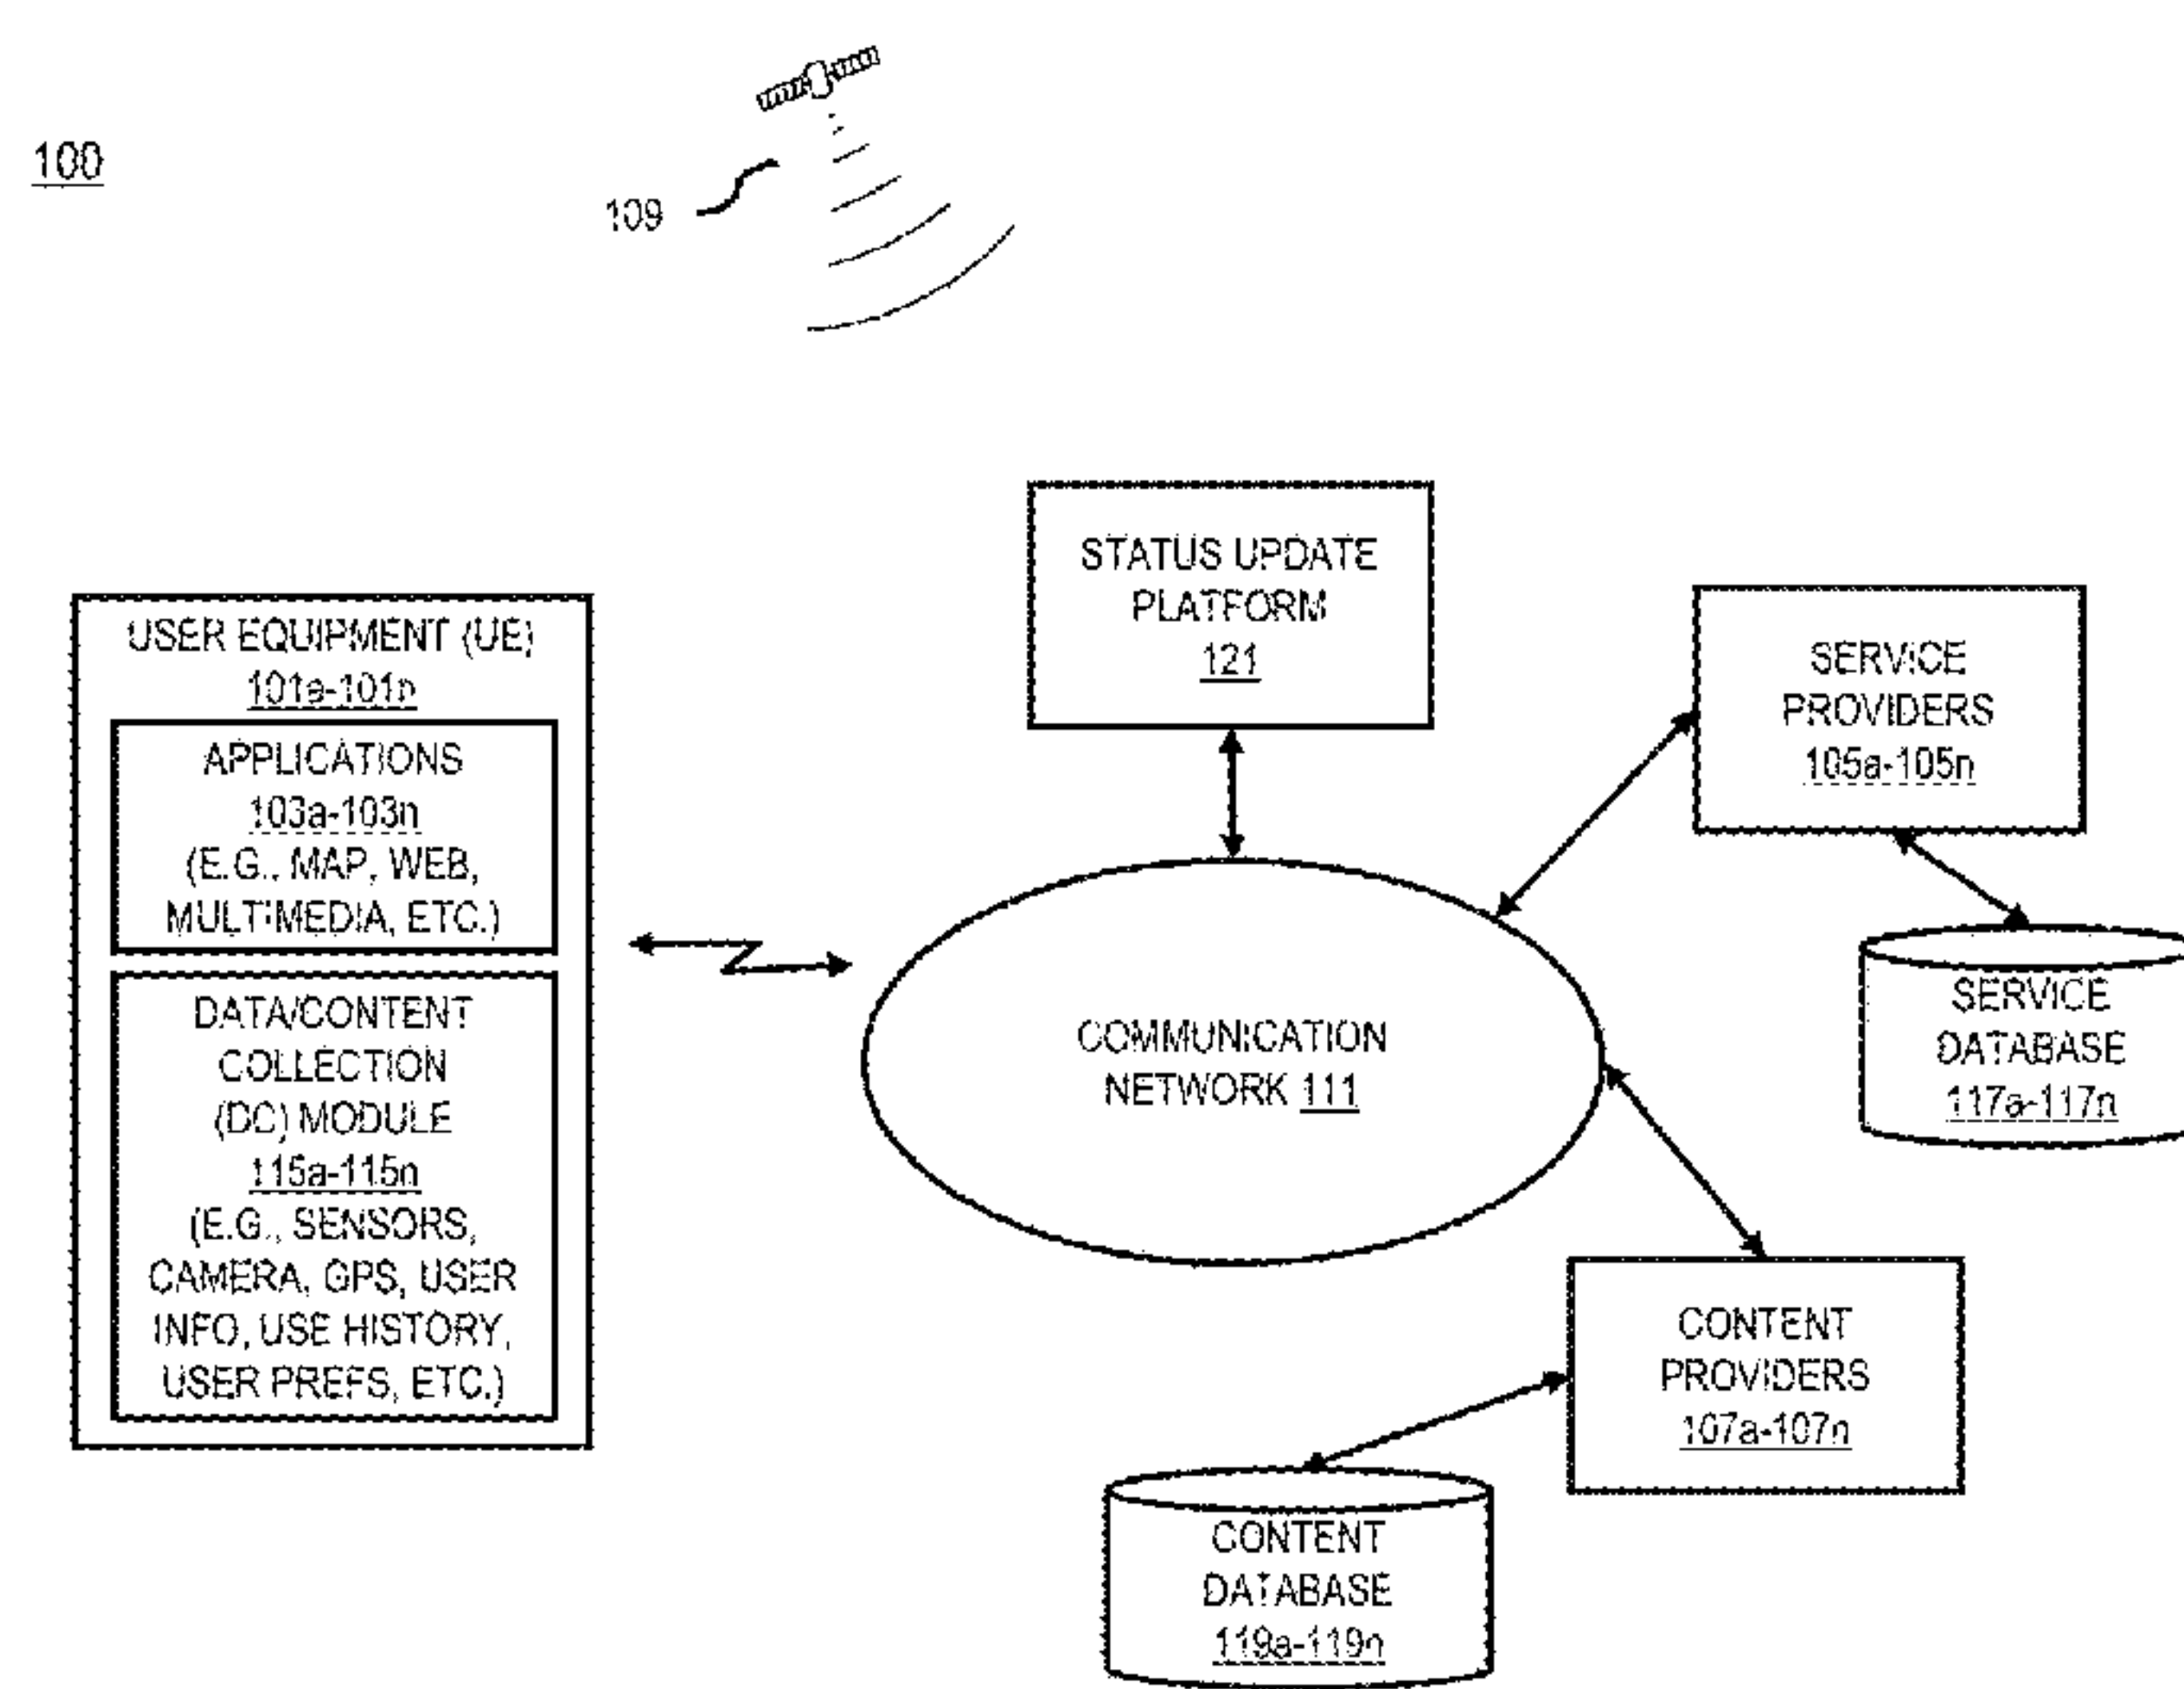 100
109
STATUS UPDATE
PLATFORM
121
USER EQUIPMENT (UE)
101a-101n
APPLICATIONS
103a-103n
(E.G., MAP, WEB,
MULTIMEDIA, ETC.)
DATA/CONTENT
COLLECTION
(DC) MODULE
115a-115n
(E.G., SENSORS,
CAMERA, GPS, USER
INFO, USE HISTORY,
USER PREFS, ETC.)
COMMUNICATION
NETWORK 111
SERVICE
PROVIDERS
105a-105n
SERVICE
DATABASE
117a-117n
CONTENT
PROVIDERS
107a-107n
CONTENT
DATABASE
119a-119n